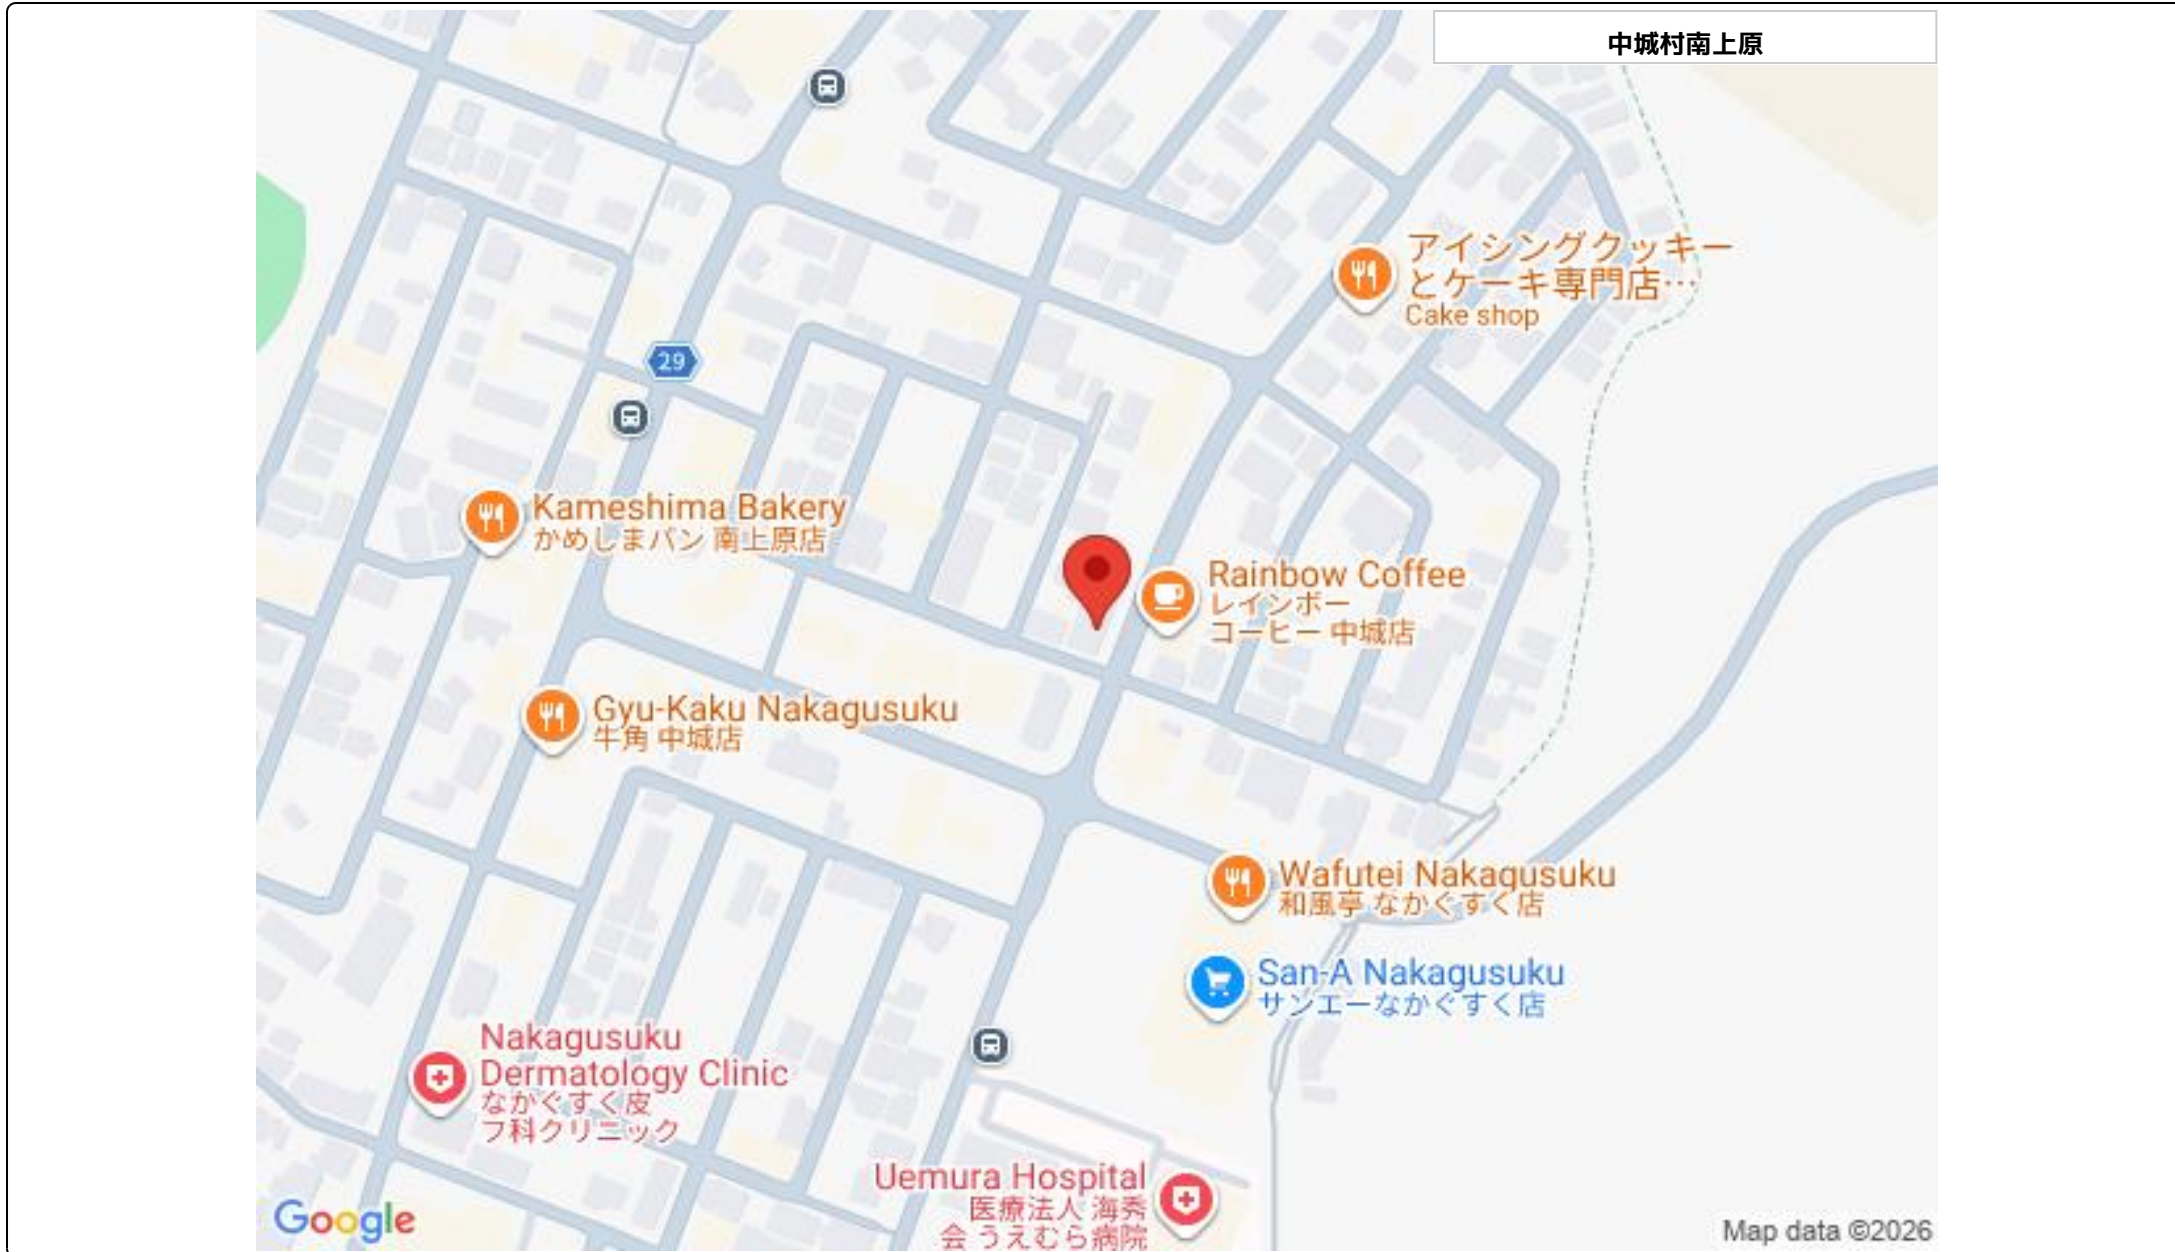 中城村南上原
アイシングクッキー
とケーキ専門店…
Cake shop
29
Kameshima Bakery
かめしまパン 南上原店
Rainbow Coffee
レインボー
コーヒー 中城店
Gyu-Kaku Nakagusuku
牛角 中城店
Wafutei Nakagusuku
和風亭 なかぐすく店
San-A Nakagusuku
サンエーなかぐすく店
Nakagusuku
Dermatology Clinic
なかぐすく皮
フ科クリニック
Uemura Hospital
医療法人 海秀
会 うえむら病院
Google
Map data ©2026